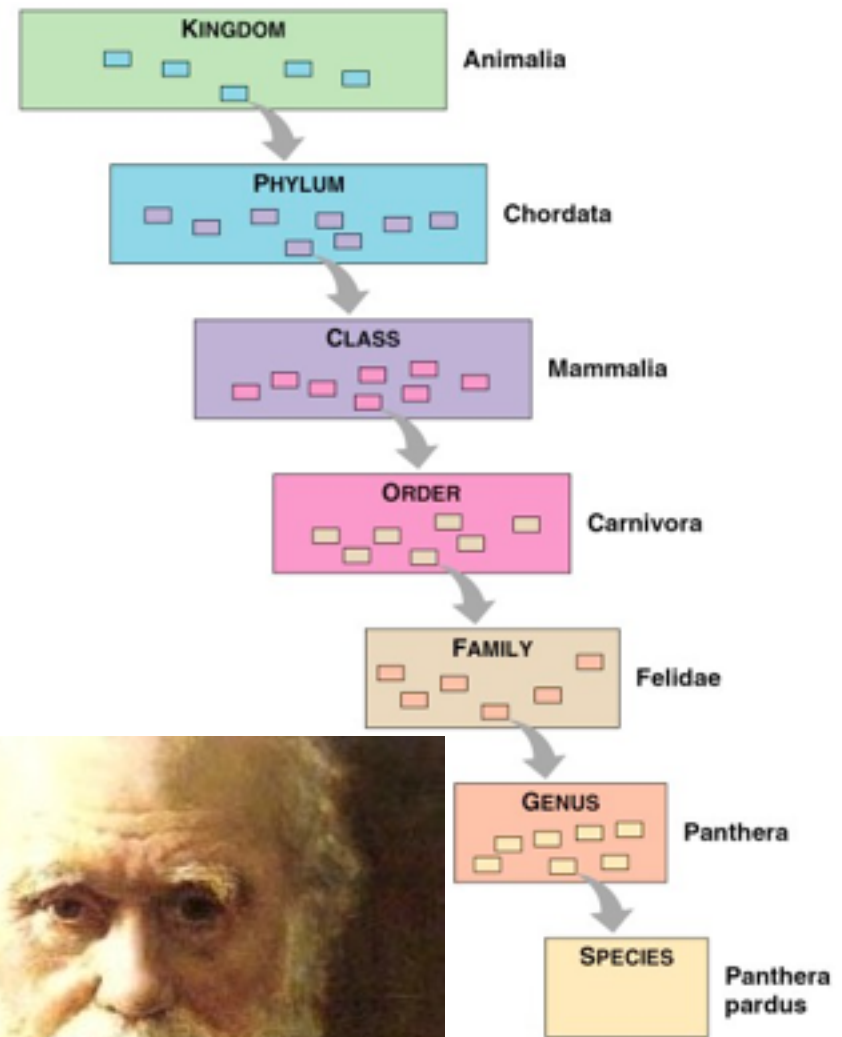 KINGDOM
Animalia
PHYLUM
Chordata
CLASS
Mammalia
ORDER
Carnivora
FAMILY
Felidae
GENUS
Panthera
SPECIES
Panthera
pardus